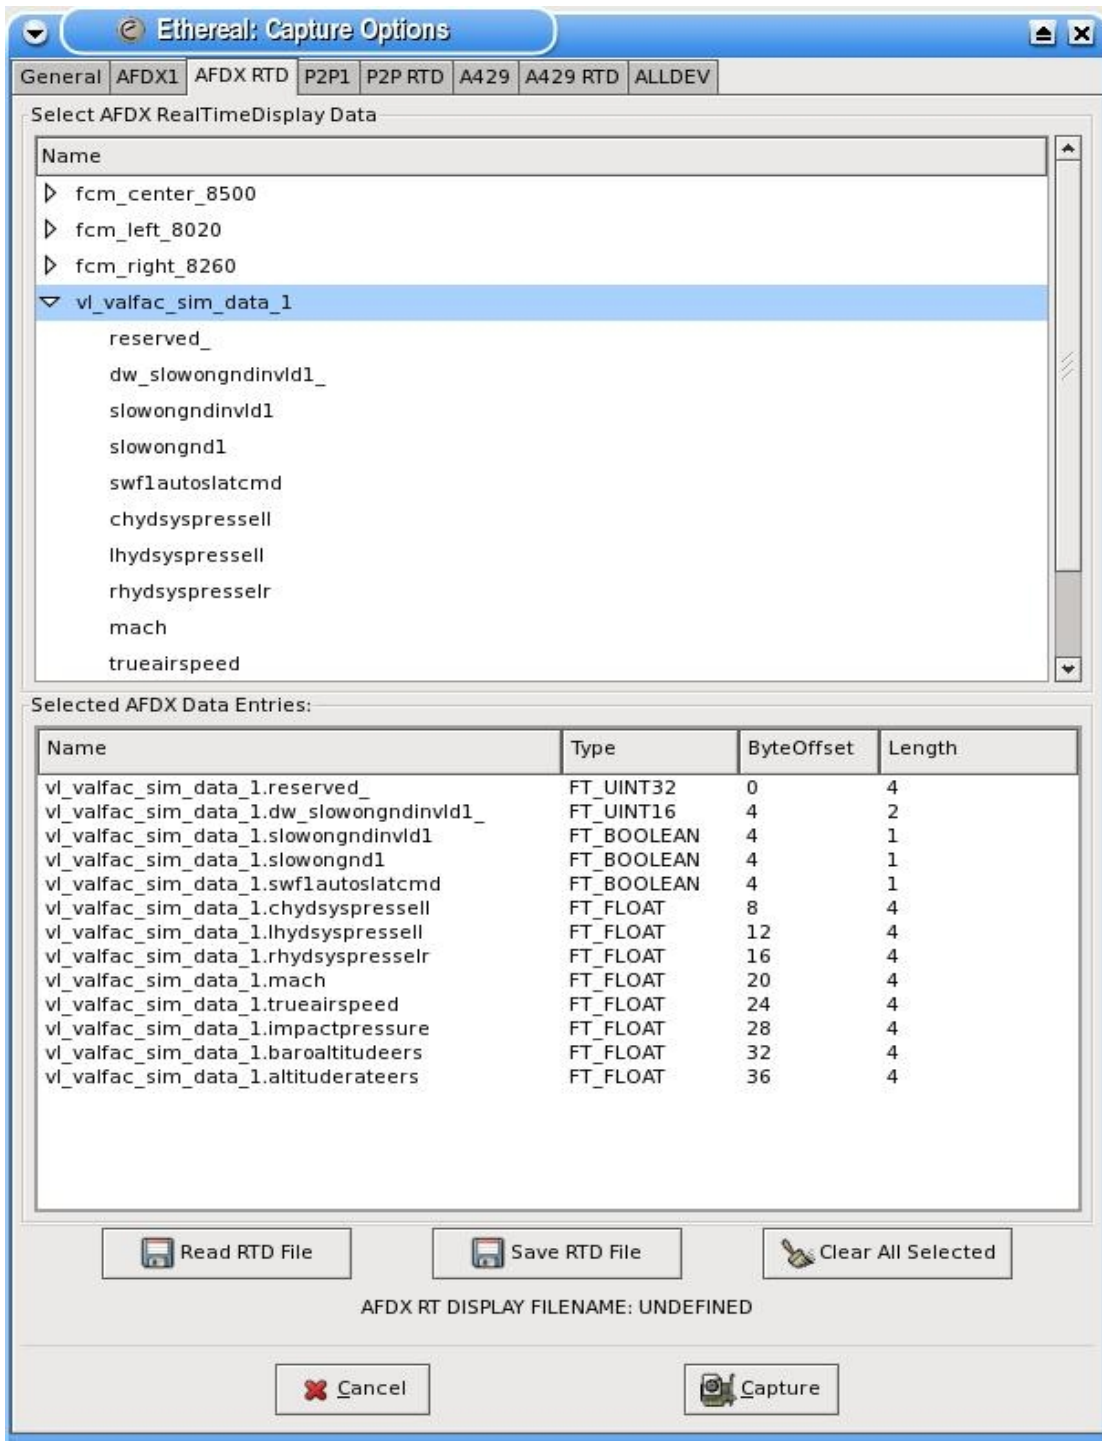 Ethereal: Capture Options
General AFDX1 AFDX RTD P2P1 P2P RTD A429 A429 RTD ALLDEV
Select AFDX RealTimeDisplay Data
Name
fcm_center_8500
fcm_left_8020
fcm_right_8260
vl_valfac_sim_data_1
reserved_
dw_slowongndinvld1_
slowongndinvld1
slowongnd1
swf1autoslatcmd
chydsyspressell
lhydsyspressell
rhydsyspresselr
mach
trueairspeed
Selected AFDX Data Entries:
Name Type ByteOffset Length
vl_valfac_sim_data_1.reserved_ FT_UINT32 0 4
vl_valfac_sim_data_1.dw_slowongndinvld1_ FT_UINT16 4 2
vl_valfac_sim_data_1.slowongndinvld1 FT_BOOLEAN 4 1
vl_valfac_sim_data_1.slowongnd1 FT_BOOLEAN 4 1
vl_valfac_sim_data_1.swf1autoslatcmd FT_BOOLEAN 4 1
vl_valfac_sim_data_1.chydsyspressell FT_FLOAT 8 4
vl_valfac_sim_data_1.lhydsyspressell FT_FLOAT 12 4
vl_valfac_sim_data_1.rhydsyspresselr FT_FLOAT 16 4
vl_valfac_sim_data_1.mach FT_FLOAT 20 4
vl_valfac_sim_data_1.trueairspeed FT_FLOAT 24 4
vl_valfac_sim_data_1.impactpressure FT_FLOAT 28 4
vl_valfac_sim_data_1.baroaltitudeers FT_FLOAT 32 4
vl_valfac_sim_data_1.altituderateers FT_FLOAT 36 4
Read RTD File Save RTD File Clear All Selected
AFDX RT DISPLAY FILENAME: UNDEFINED
Cancel Capture